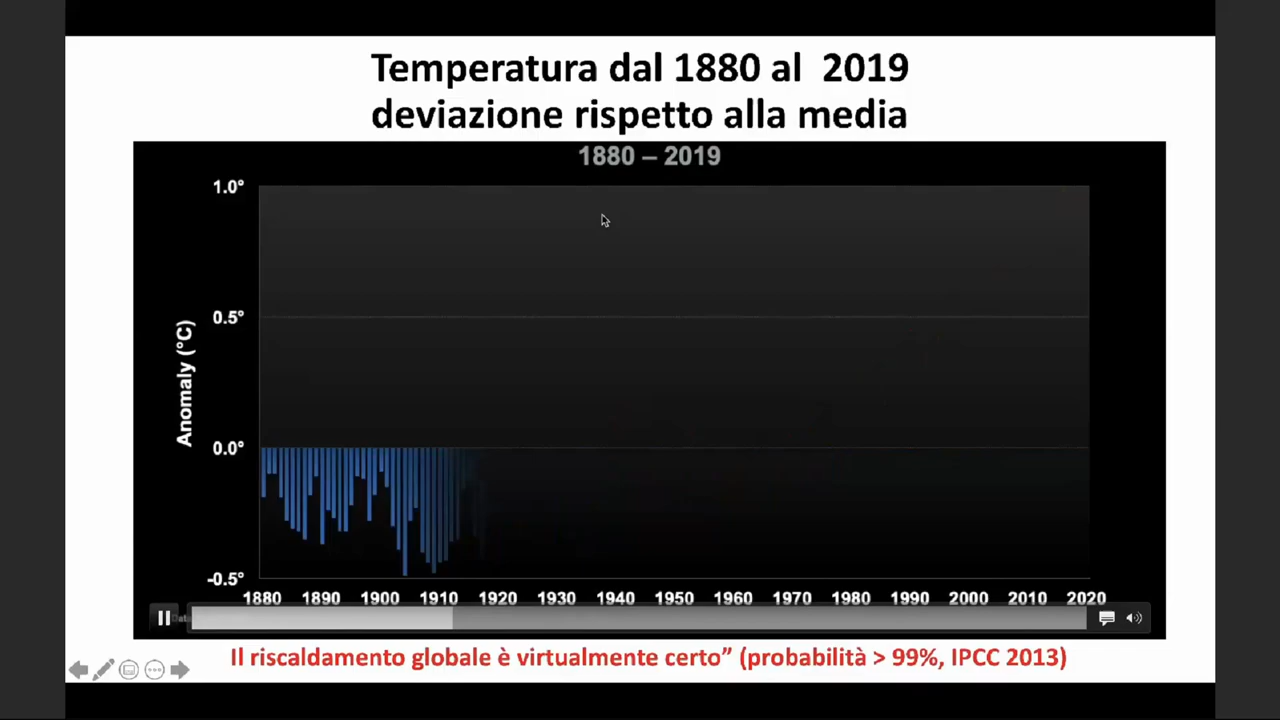 Temperatura dal 1880 al 2019
deviazione rispetto alla media
1880 – 2019
1.0°
0.5°
Anomaly (°C)
0.0°
-0.5°
1880 1890 1900 1910 1920 1930 1940 1950 1960 1970 1980 1990 2000 2010 2020
Il riscaldamento globale è virtualmente certo” (probabilità > 99%, IPCC 2013)